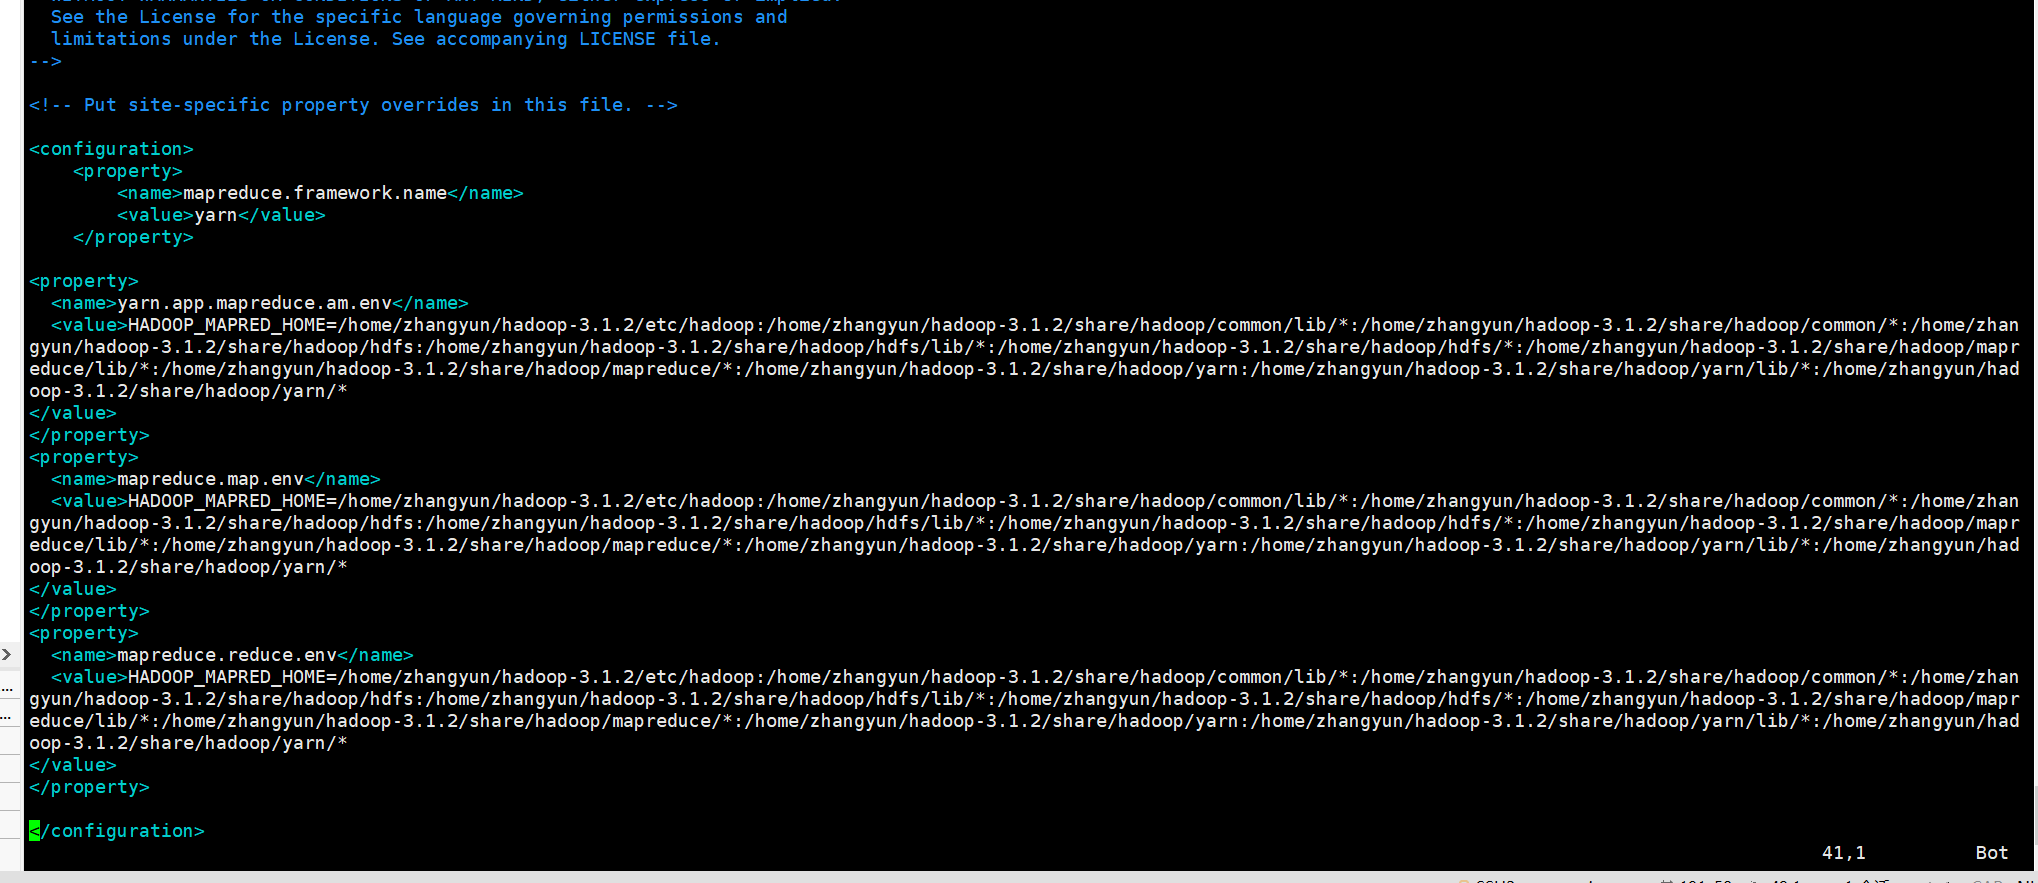 See the License for the specific language governing permissions and
limitations under the License. See accompanying LICENSE file.
-->
<!-- Put site-specific property overrides in this file. -->
<configuration>
<property>
<name>mapreduce.framework.name</name>
<value>yarn</value>
</property>
<property>
<name>yarn.app.mapreduce.am.env</name>
<value>HADOOP_MAPRED_HOME=/home/zhangyun/hadoop-3.1.2/etc/hadoop:/home/zhangyun/hadoop-3.1.2/share/hadoop/common/lib/*:/home/zhangyun/hadoop-3.1.2/share/hadoop/common/*:/home/zhan
gyun/hadoop-3.1.2/share/hadoop/hdfs:/home/zhangyun/hadoop-3.1.2/share/hadoop/hdfs/lib/*:/home/zhangyun/hadoop-3.1.2/share/hadoop/hdfs/*:/home/zhangyun/hadoop-3.1.2/share/hadoop/mapr
educe/lib/*:/home/zhangyun/hadoop-3.1.2/share/hadoop/mapreduce/*:/home/zhangyun/hadoop-3.1.2/share/hadoop/yarn:/home/zhangyun/hadoop-3.1.2/share/hadoop/yarn/lib/*:/home/zhangyun/had
oop-3.1.2/share/hadoop/yarn/*
</value>
</property>
<property>
<name>mapreduce.map.env</name>
<value>HADOOP_MAPRED_HOME=/home/zhangyun/hadoop-3.1.2/etc/hadoop:/home/zhangyun/hadoop-3.1.2/share/hadoop/common/lib/*:/home/zhangyun/hadoop-3.1.2/share/hadoop/common/*:/home/zhan
gyun/hadoop-3.1.2/share/hadoop/hdfs:/home/zhangyun/hadoop-3.1.2/share/hadoop/hdfs/lib/*:/home/zhangyun/hadoop-3.1.2/share/hadoop/hdfs/*:/home/zhangyun/hadoop-3.1.2/share/hadoop/mapr
educe/lib/*:/home/zhangyun/hadoop-3.1.2/share/hadoop/mapreduce/*:/home/zhangyun/hadoop-3.1.2/share/hadoop/yarn:/home/zhangyun/hadoop-3.1.2/share/hadoop/yarn/lib/*:/home/zhangyun/had
oop-3.1.2/share/hadoop/yarn/*
</value>
</property>
<property>
<name>mapreduce.reduce.env</name>
<value>HADOOP_MAPRED_HOME=/home/zhangyun/hadoop-3.1.2/etc/hadoop:/home/zhangyun/hadoop-3.1.2/share/hadoop/common/lib/*:/home/zhangyun/hadoop-3.1.2/share/hadoop/common/*:/home/zhan
gyun/hadoop-3.1.2/share/hadoop/hdfs:/home/zhangyun/hadoop-3.1.2/share/hadoop/hdfs/lib/*:/home/zhangyun/hadoop-3.1.2/share/hadoop/hdfs/*:/home/zhangyun/hadoop-3.1.2/share/hadoop/mapr
educe/lib/*:/home/zhangyun/hadoop-3.1.2/share/hadoop/mapreduce/*:/home/zhangyun/hadoop-3.1.2/share/hadoop/yarn:/home/zhangyun/hadoop-3.1.2/share/hadoop/yarn/lib/*:/home/zhangyun/had
oop-3.1.2/share/hadoop/yarn/*
</value>
</property>
</configuration>
41,1 Bot